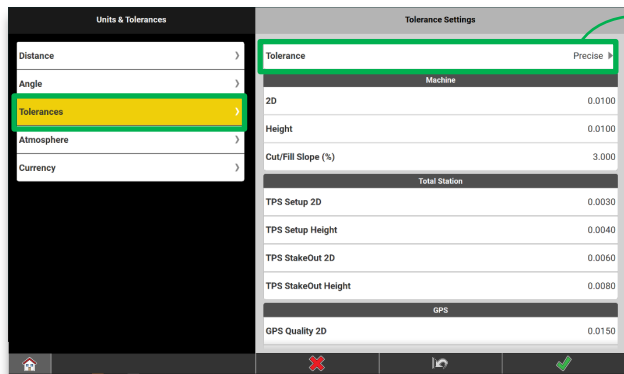 Units & Tolerances
Distance
Angle
Tolerances
Atmosphere
Currency
Tolerance Settings
Tolerance Precise
Machine
2D 0.0100
Height 0.0100
Cut/Fill Slope (%) 3.000
Total Station
TPS Setup 2D 0.0030
TPS Setup Height 0.0040
TPS StakeOut 2D 0.0060
TPS StakeOut Height 0.0080
GPS
GPS Quality 2D 0.0150